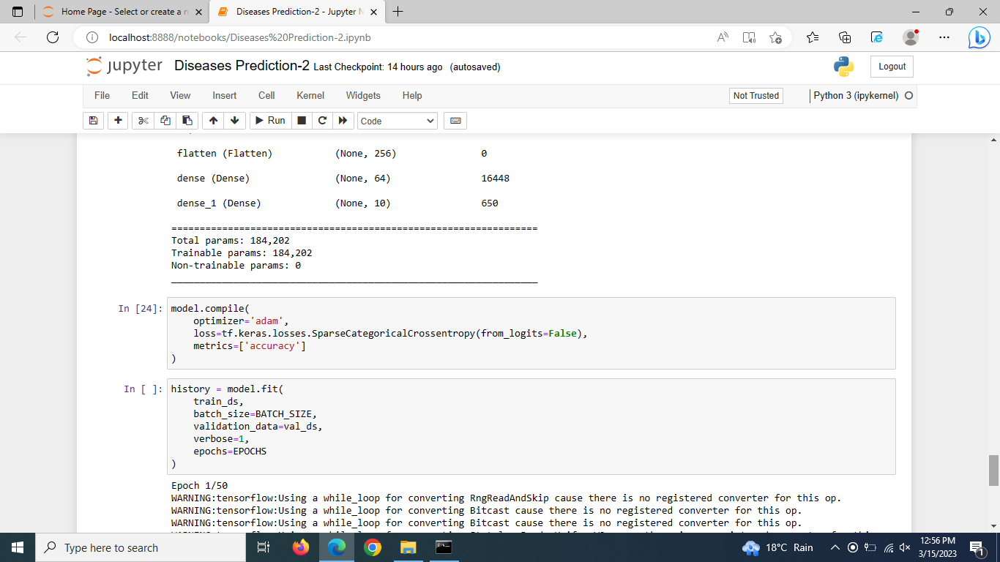 Home Page - Select or create a n
Diseases Prediction-2 - Jupyter N
localhost:8888/notebooks/Diseases%20Prediction-2.ipynb
jupyter Diseases Prediction-2 Last Checkpoint: 14 hours ago (autosaved)
Logout
File Edit View Insert Cell Kernel Widgets Help
Not Trusted
Python 3 (ipykernel)
Run
Code
flatten (Flatten) (None, 256) 0
dense (Dense) (None, 64) 16448
dense_1 (Dense) (None, 10) 650
=================================================================
Total params: 184,202
Trainable params: 184,202
Non-trainable params: 0
_________________________________________________________________
In [24]: model.compile(
optimizer='adam',
loss=tf.keras.losses.SparseCategoricalCrossentropy(from_logits=False),
metrics=['accuracy']
)
In [ ]: history = model.fit(
train_ds,
batch_size=BATCH_SIZE,
validation_data=val_ds,
verbose=1,
epochs=EPOCHS
)
Epoch 1/50
WARNING:tensorflow:Using a while_loop for converting RngReadAndSkip cause there is no registered converter for this op.
WARNING:tensorflow:Using a while_loop for converting Bitcast cause there is no registered converter for this op.
WARNING:tensorflow:Using a while_loop for converting Bitcast cause there is no registered converter for this op.
Type here to search
18°C Rain
12:56 PM
3/15/2023
1